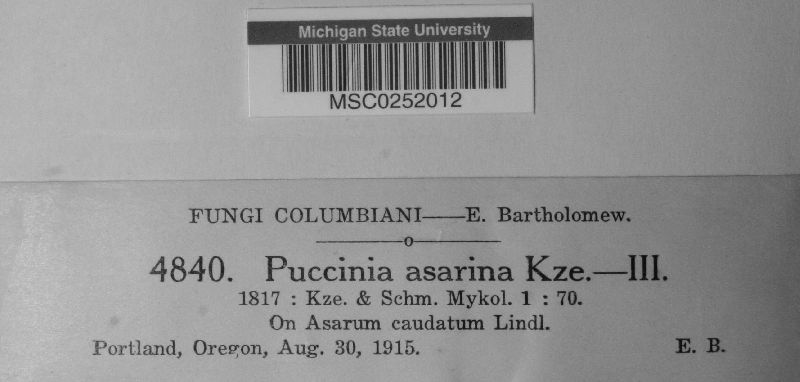 Michigan State University
MSC0252012
FUNGI COLUMBIANI——E. Bartholomew.
o
4840. Puccinia asarina Kze.—III.
1817 : Kze. & Schm. Mykol. 1 : 70.
On Asarum caudatum Lindl.
Portland, Oregon, Aug. 30, 1915. E. B.